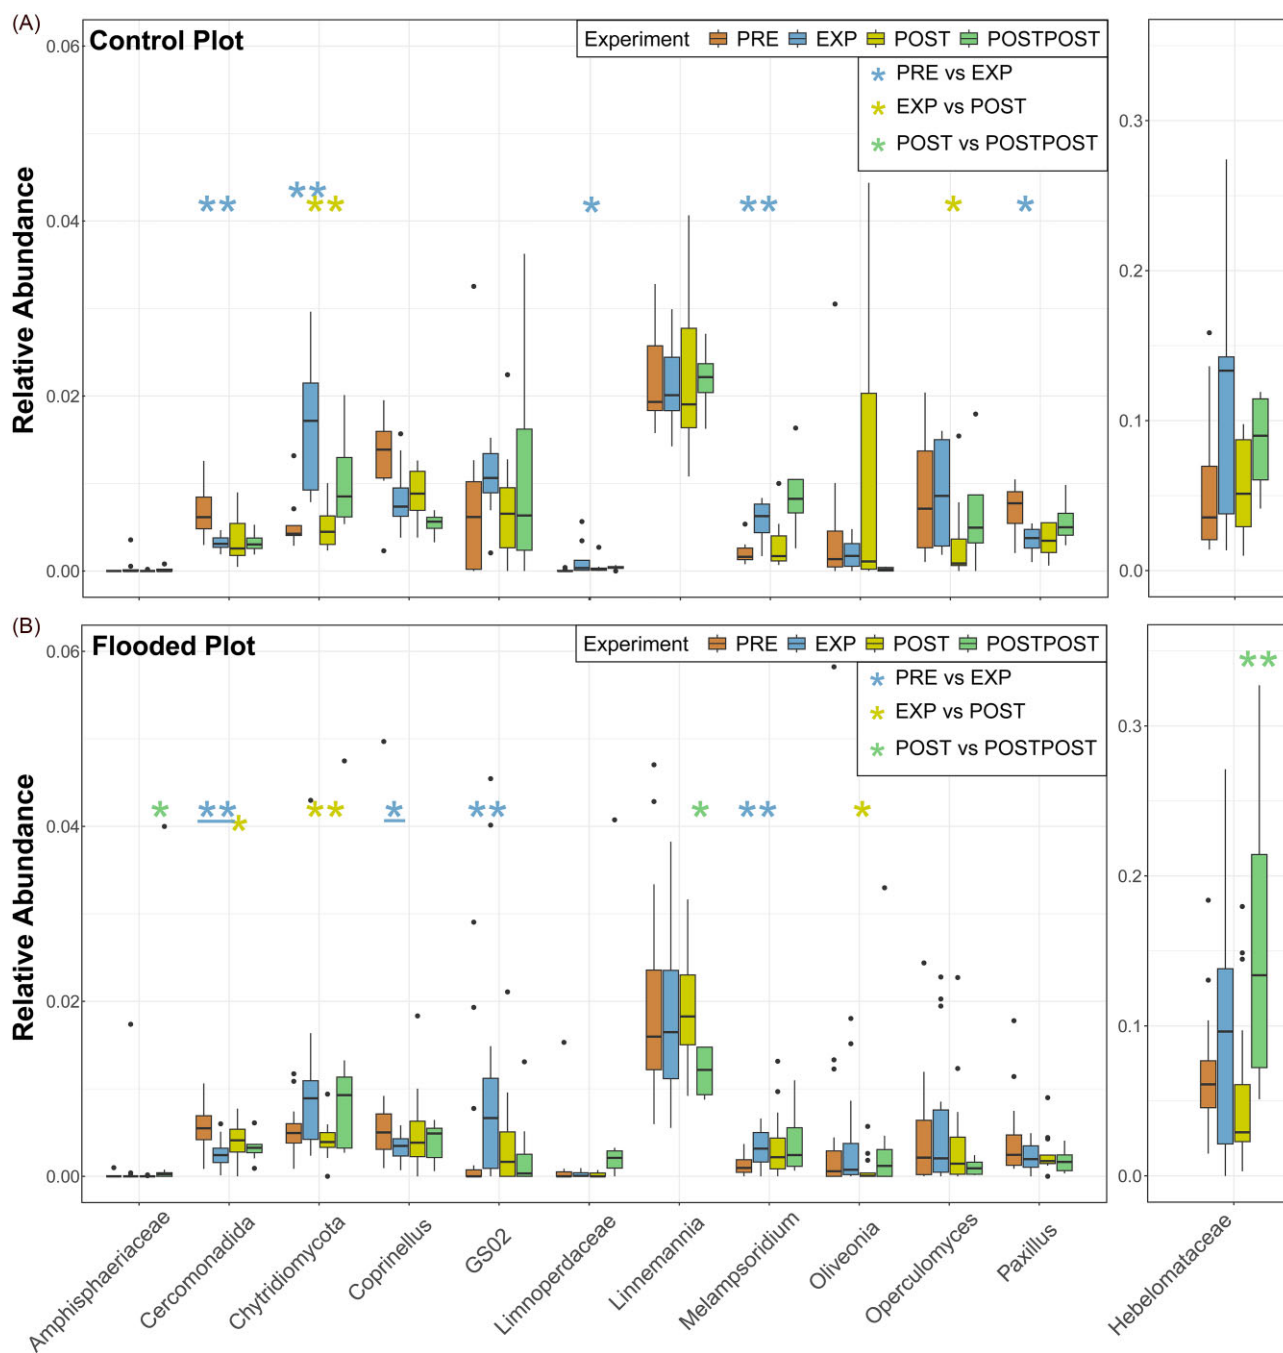 (A)
Control Plot
Experiment PRE EXP POST POSTPOST
* PRE vs EXP
* EXP vs POST
* POST vs POSTPOST
Relative Abundance
0.06
0.04
0.02
0.00
** ** ** * ** * *
0.3
0.2
0.1
0.0
(B)
Flooded Plot
Experiment PRE EXP POST POSTPOST
* PRE vs EXP
* EXP vs POST
* POST vs POSTPOST
Relative Abundance
0.06
0.04
0.02
0.00
* ** * ** * ** * ** *
0.3
0.2
0.1
0.0
**
Amphisphaeriaceae
Cercomonadida
Chytridiomycota
Coprinellus
GS02
Limnoperdaceae
Linnemannia
Melampsoridium
Oliveonia
Operculomyces
Paxillus
Hebelomataceae